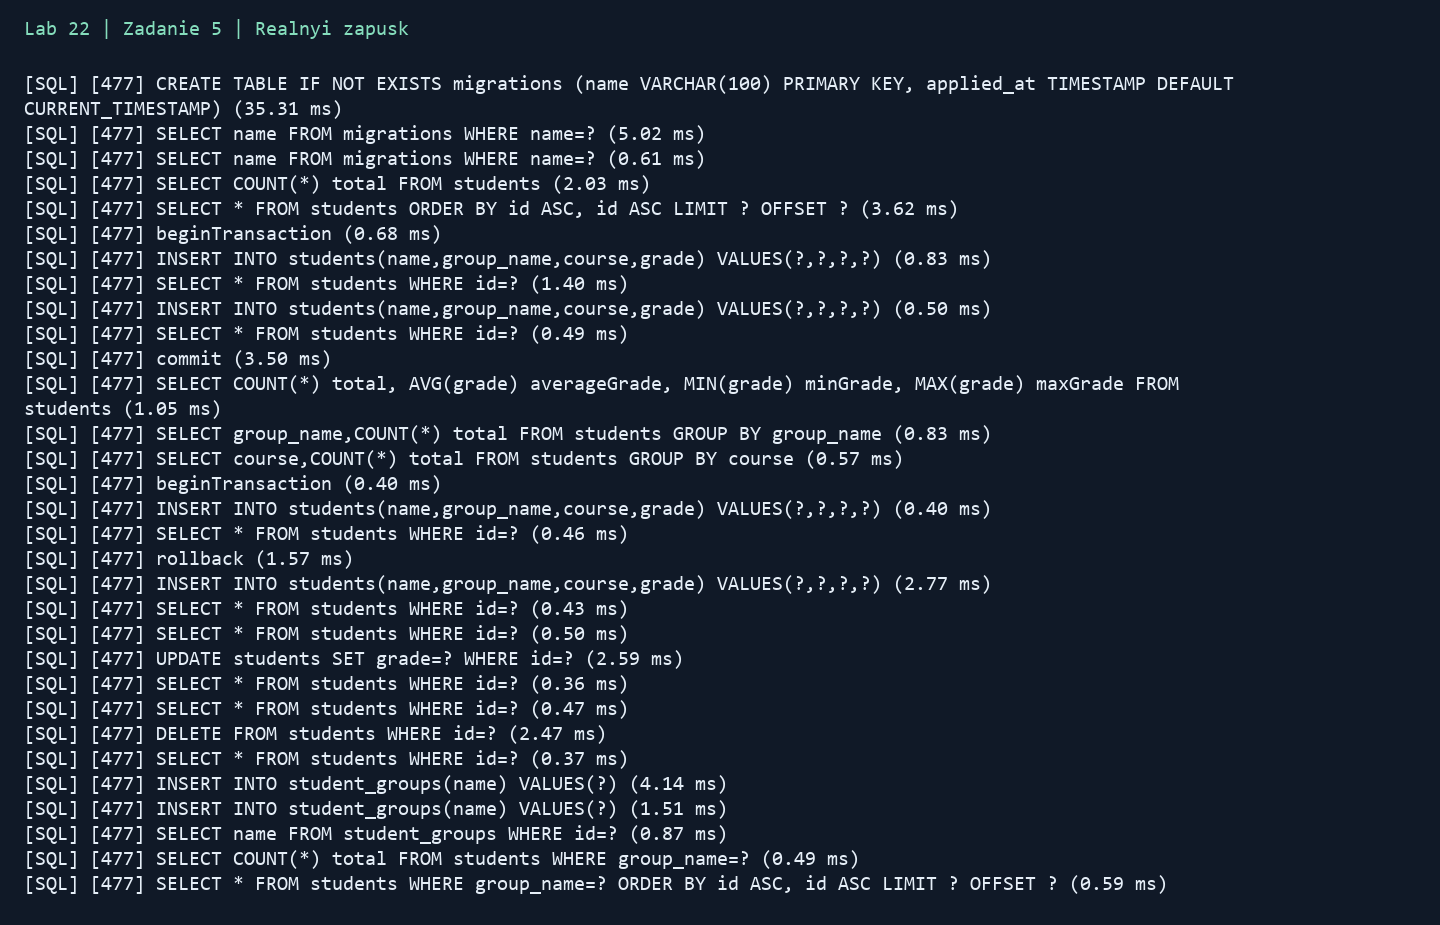 Lab 22 | Zadanie 5 | Realnyi zapusk
[SQL] [477] CREATE TABLE IF NOT EXISTS migrations (name VARCHAR(100) PRIMARY KEY, applied_at TIMESTAMP DEFAULT
CURRENT_TIMESTAMP) (35.31 ms)
[SQL] [477] SELECT name FROM migrations WHERE name=? (5.02 ms)
[SQL] [477] SELECT name FROM migrations WHERE name=? (0.61 ms)
[SQL] [477] SELECT COUNT(*) total FROM students (2.03 ms)
[SQL] [477] SELECT * FROM students ORDER BY id ASC, id ASC LIMIT ? OFFSET ? (3.62 ms)
[SQL] [477] beginTransaction (0.68 ms)
[SQL] [477] INSERT INTO students(name,group_name,course,grade) VALUES(?,?,?,?) (0.83 ms)
[SQL] [477] SELECT * FROM students WHERE id=? (1.40 ms)
[SQL] [477] INSERT INTO students(name,group_name,course,grade) VALUES(?,?,?,?) (0.50 ms)
[SQL] [477] SELECT * FROM students WHERE id=? (0.49 ms)
[SQL] [477] commit (3.50 ms)
[SQL] [477] SELECT COUNT(*) total, AVG(grade) averageGrade, MIN(grade) minGrade, MAX(grade) maxGrade FROM
students (1.05 ms)
[SQL] [477] SELECT group_name,COUNT(*) total FROM students GROUP BY group_name (0.83 ms)
[SQL] [477] SELECT course,COUNT(*) total FROM students GROUP BY course (0.57 ms)
[SQL] [477] beginTransaction (0.40 ms)
[SQL] [477] INSERT INTO students(name,group_name,course,grade) VALUES(?,?,?,?) (0.40 ms)
[SQL] [477] SELECT * FROM students WHERE id=? (0.46 ms)
[SQL] [477] rollback (1.57 ms)
[SQL] [477] INSERT INTO students(name,group_name,course,grade) VALUES(?,?,?,?) (2.77 ms)
[SQL] [477] SELECT * FROM students WHERE id=? (0.43 ms)
[SQL] [477] SELECT * FROM students WHERE id=? (0.50 ms)
[SQL] [477] UPDATE students SET grade=? WHERE id=? (2.59 ms)
[SQL] [477] SELECT * FROM students WHERE id=? (0.36 ms)
[SQL] [477] SELECT * FROM students WHERE id=? (0.47 ms)
[SQL] [477] DELETE FROM students WHERE id=? (2.47 ms)
[SQL] [477] SELECT * FROM students WHERE id=? (0.37 ms)
[SQL] [477] INSERT INTO student_groups(name) VALUES(?) (4.14 ms)
[SQL] [477] INSERT INTO student_groups(name) VALUES(?) (1.51 ms)
[SQL] [477] SELECT name FROM student_groups WHERE id=? (0.87 ms)
[SQL] [477] SELECT COUNT(*) total FROM students WHERE group_name=? (0.49 ms)
[SQL] [477] SELECT * FROM students WHERE group_name=? ORDER BY id ASC, id ASC LIMIT ? OFFSET ? (0.59 ms)